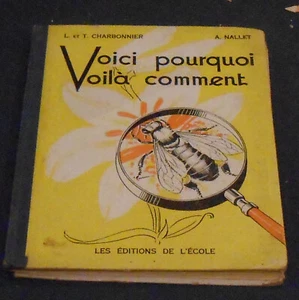 L. et T. CHARBONNIER A. NALLET
Voici pourquoi
Voilà comment
LES ÉDITIONS DE L'ÉCOLE